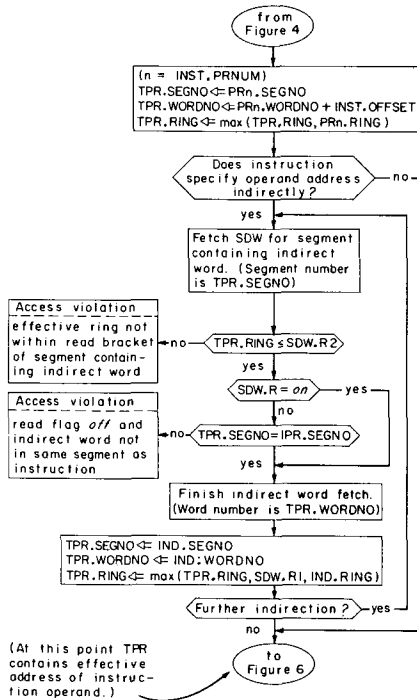 from
Figure 4
(n = INST.PRNUM)
TPR.SEGNO⇐PRn.SEGNO
TPR.WORDNO⇐PRn.WORDNO + INST.OFFSET
TPR.RING⇐max(TPR.RING,PRn.RING)
Does instruction
specify operand address
indirectly?
no
yes
Fetch SDW for segment
containing indirect
word. (Segment number
is TPR.SEGNO)
Access violation
effective ring not
within read bracket
of segment contain-
ing indirect word
no
TPR.RING≤SDW.R2
yes
SDW.R=on
yes
no
Access violation
read flag off and
indirect word not
in same segment as
instruction
no
TPR.SEGNO=IPR.SEGNO
yes
Finish indirect word fetch.
(Word number is TPR.WORDNO)
TPR.SEGNO⇐IND.SEGNO
TPR.WORDNO⇐IND:WORDNO
TPR.RING⇐max(TPR.RING,SDW.R1,IND.RING)
Further indirection?
yes
no
(At this point TPR
contains effective
address of instruc-
tion operand.)
to
Figure 6